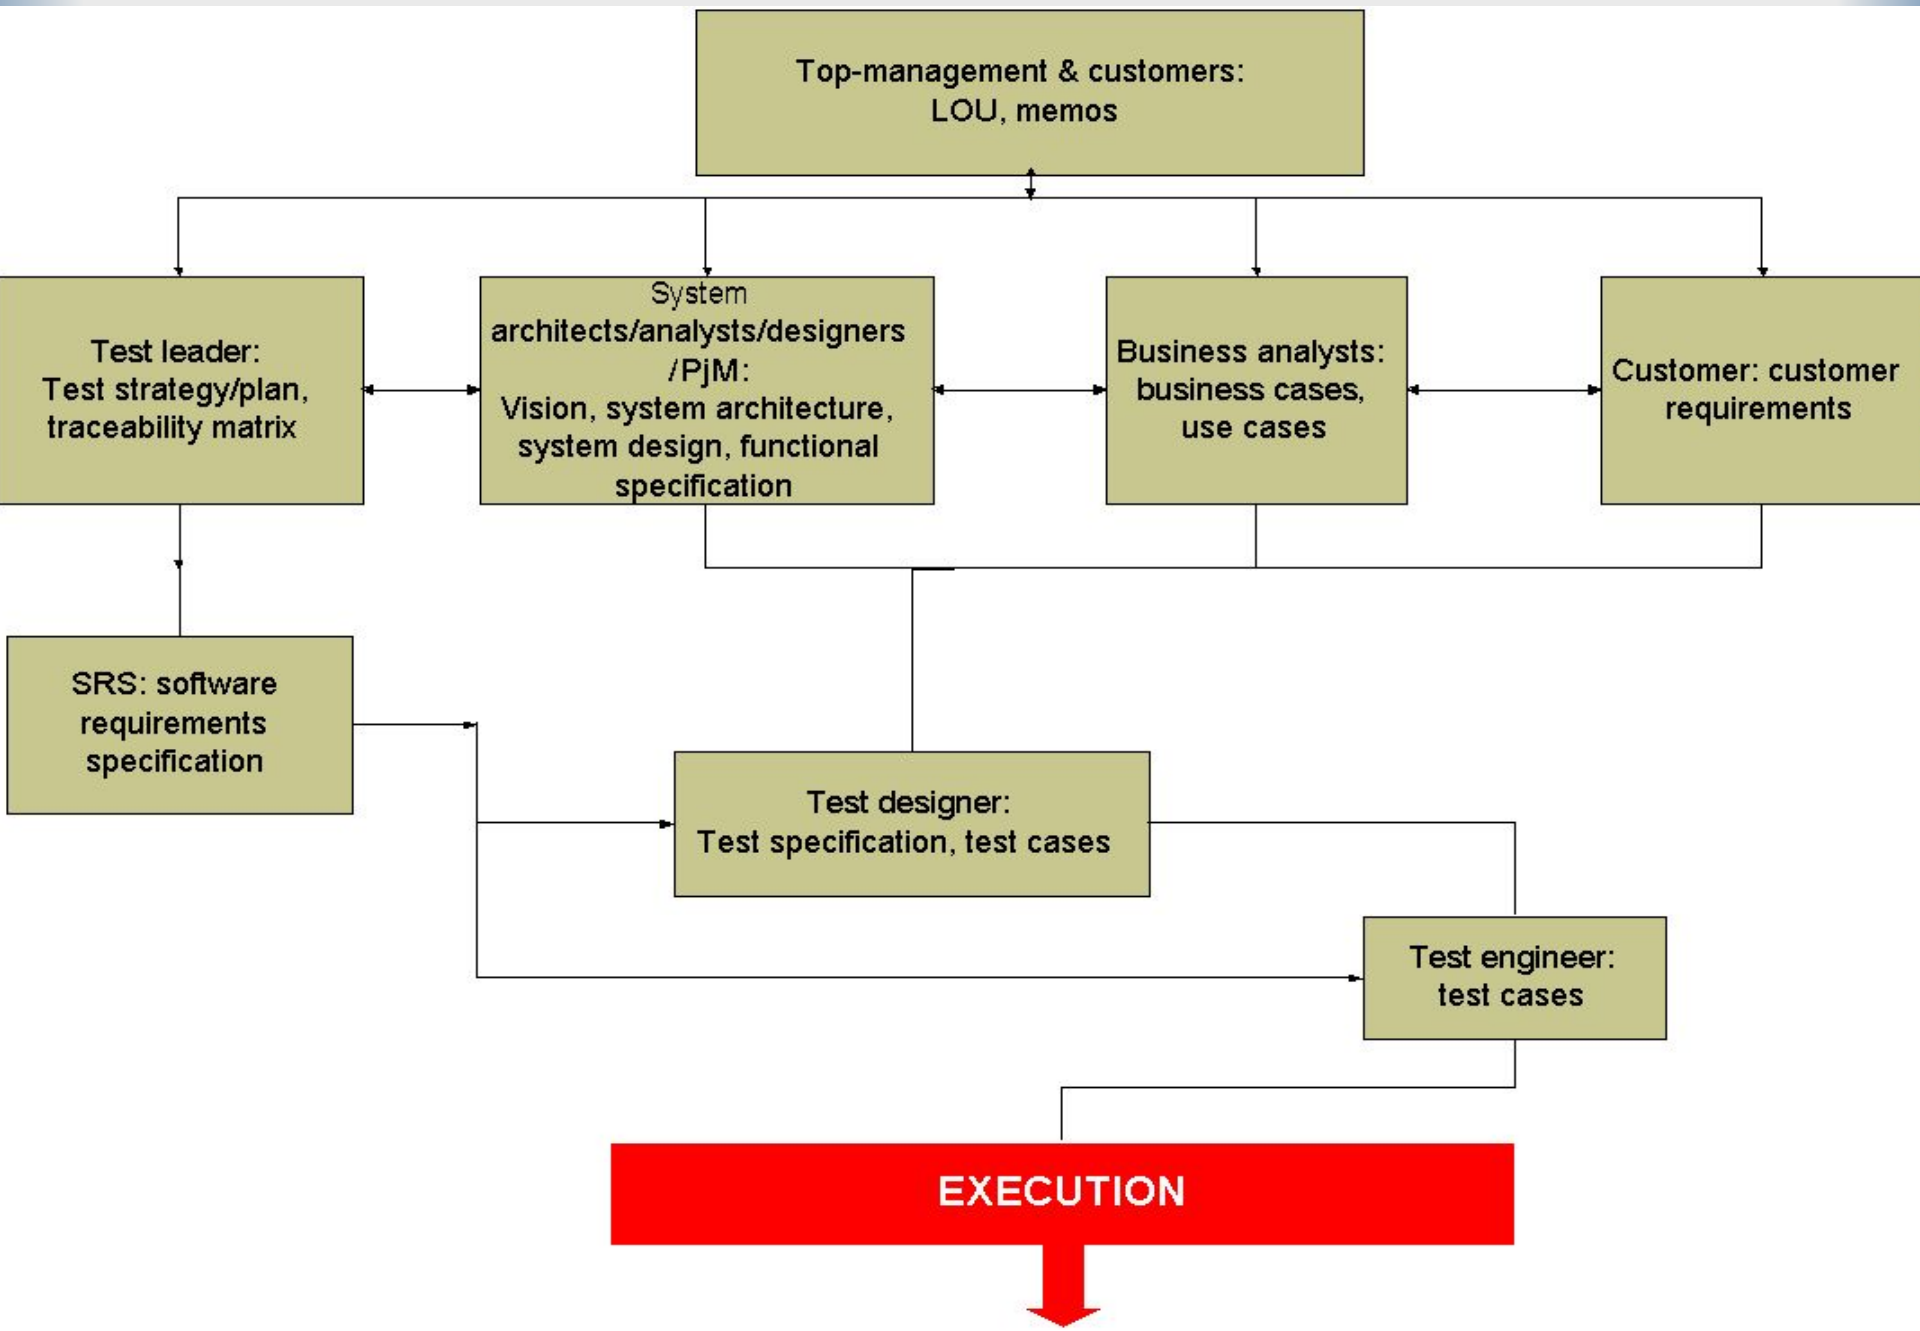 Top-management & customers:
LOU, memos
Test leader:
Test strategy/plan,
traceability matrix
System
architects/analysts/designers
/PjM:
Vision, system architecture,
system design, functional
specification
Business analysts:
business cases,
use cases
Customer: customer
requirements
SRS: software
requirements
specification
Test designer:
Test specification, test cases
Test engineer:
test cases
EXECUTION